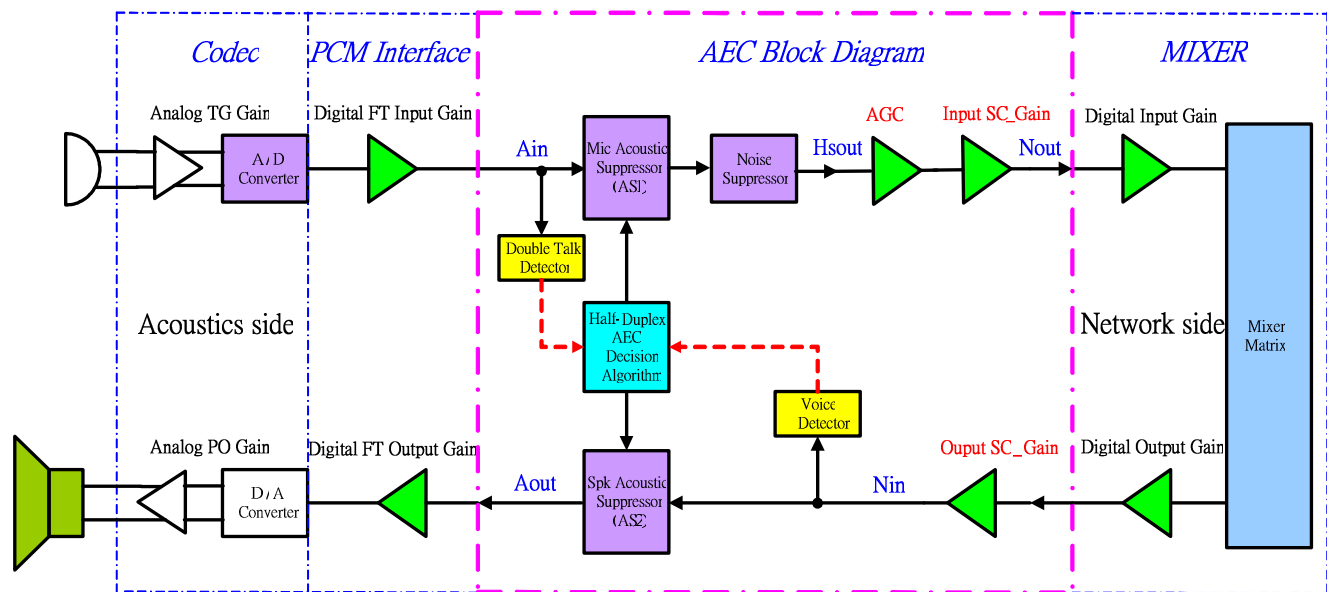 Codec
PCM Interface
AEC Block Diagram
MIXER
Analog TG Gain
Digital FT Input Gain
AGC
Input SC_Gain
Digital Input Gain
A/D
Converter
Ain
Mic Acoustic
Suppressor
(AS1)
Noise
Suppressor
Hsout
Nout
Double Talk
Detector
Acoustics side
Half-Duplex
AEC
Decision
Algorithm
Network side
Mixer
Matrix
Voice
Detector
Analog PO Gain
Digital FT Output Gain
Ouput SC_Gain
Digital Output Gain
D/A
Converter
Aout
Spk Acoustic
Suppressor
(AS2)
Nin